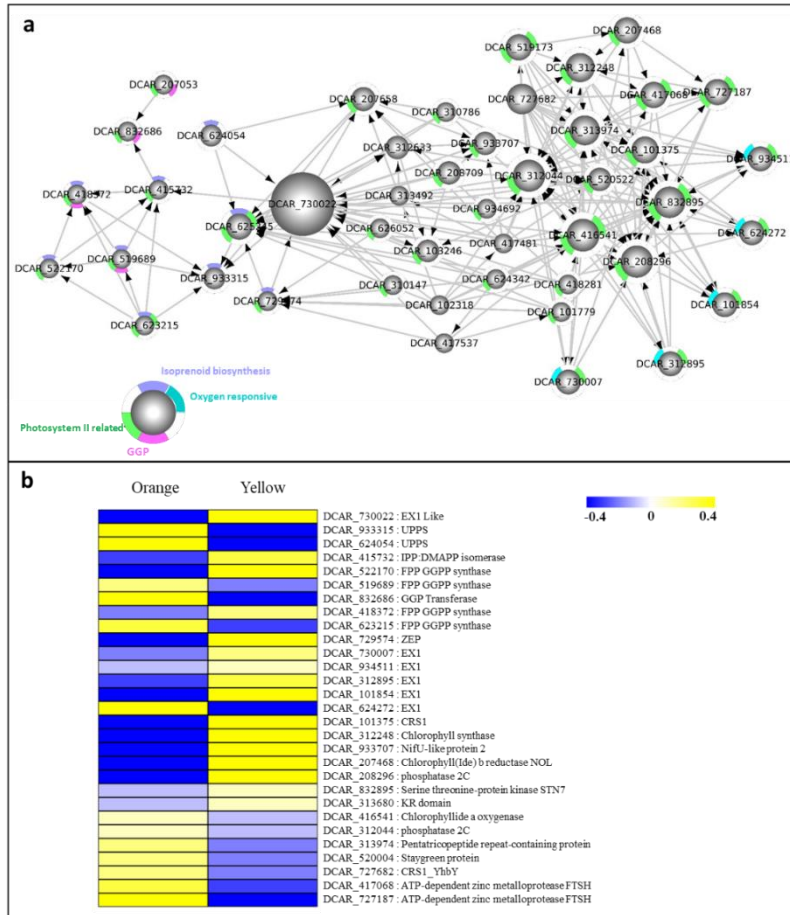 a
DCAR_207468
DCAR_519173
DCAR_312248
DCAR_207053
DCAR_417068
DCAR_727187
DCAR_727682
DCAR_207658
DCAR_310786
DCAR_832686
DCAR_624054
DCAR_313974
DCAR_312633
DCAR_933707
DCAR_101375
DCAR_934511
DCAR_208709
DCAR_312044
DCAR_418372
DCAR_415732
DCAR_520522
DCAR_313492
DCAR_730022
DCAR_832895
DCAR_934692
DCAR_626052
DCAR_416541
DCAR_624272
DCAR_417481
DCAR_103246
DCAR_519689
DCAR_522170
DCAR_933315
DCAR_208296
DCAR_624342
DCAR_310147
DCAR_418281
DCAR_102318
DCAR_101854
DCAR_101779
DCAR_623215
DCAR_417537
DCAR_312895
DCAR_730007
Isoprenoid biosynthesis
Oxygen responsive
Photosystem II related
GGP
b
Orange Yellow
-0.4 0 0.4
DCAR_730022 : EX1 Like
DCAR_933315 : UPPS
DCAR_624054 : UPPS
DCAR_415732 : IPP:DMAPP isomerase
DCAR_522170 : FPP GGPP synthase
DCAR_519689 : FPP GGPP synthase
DCAR_832686 : GGP Transferase
DCAR_418372 : FPP GGPP synthase
DCAR_623215 : FPP GGPP synthase
DCAR_729574 : ZEP
DCAR_730007 : EX1
DCAR_934511 : EX1
DCAR_312895 : EX1
DCAR_101854 : EX1
DCAR_624272 : EX1
DCAR_101375 : CRS1
DCAR_312248 : Chlorophyll synthase
DCAR_933707 : NifU-like protein 2
DCAR_207468 : Chlorophyll(Ide) b reductase NOL
DCAR_208296 : phosphatase 2C
DCAR_832895 : Serine threonine-protein kinase STN7
DCAR_313680 : KR domain
DCAR_416541 : Chlorophyllide a oxygenase
DCAR_312044 : phosphatase 2C
DCAR_313974 : Pentatricopeptide repeat-containing protein
DCAR_520004 : Staygreen protein
DCAR_727682 : CRS1_YhbY
DCAR_417068 : ATP-dependent zinc metalloprotease FTSH
DCAR_727187 : ATP-dependent zinc metalloprotease FTSH